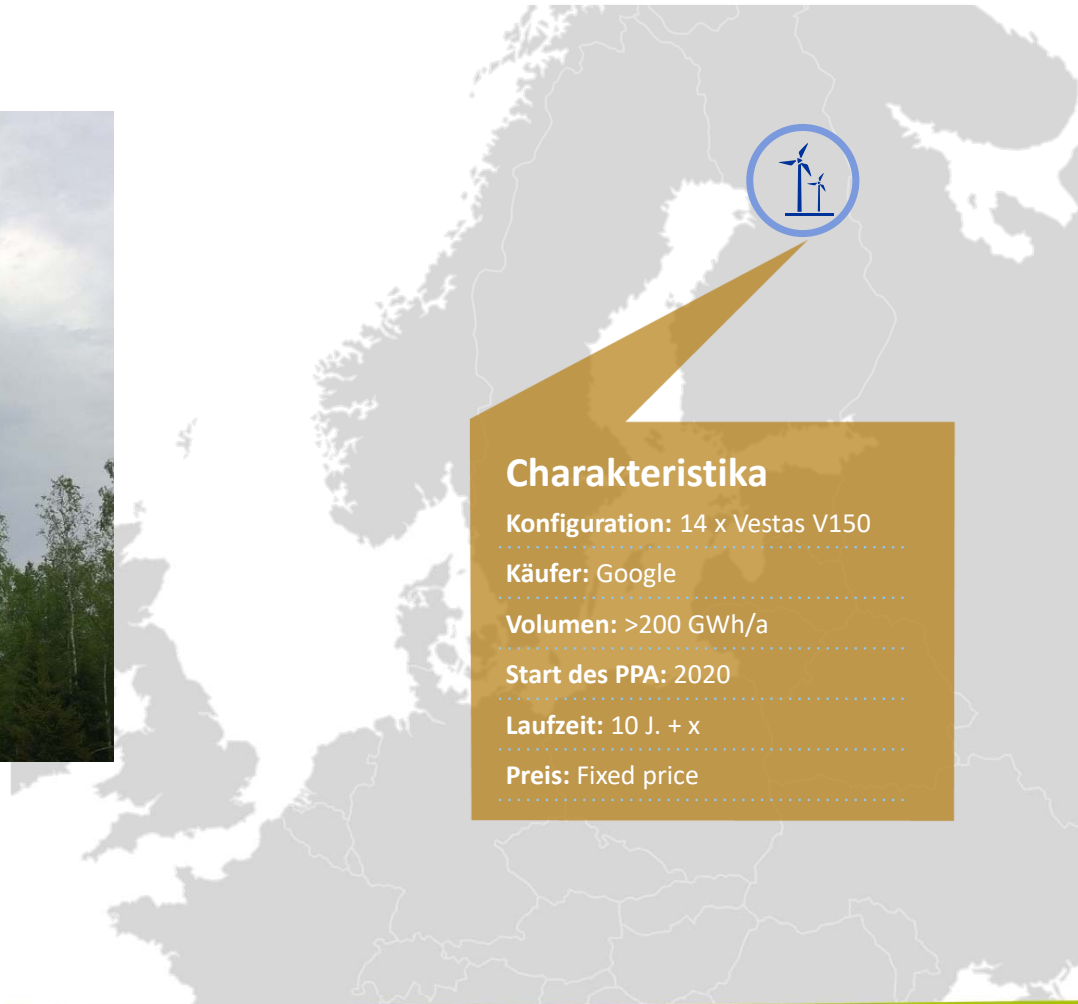 Charakteristika
Konfiguration: 14 x Vestas V150
Käufer: Google
Volumen: >200 GWh/a
Start des PPA: 2020
Laufzeit: 10 J. + x
Preis: Fixed price